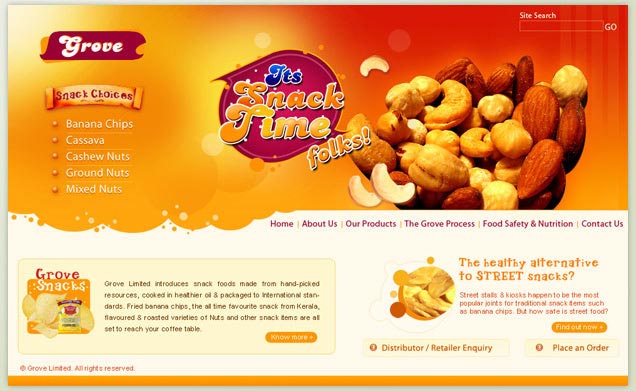 Site Search
GO
Grove
Snack Choices
Banana Chips
Cassava
Cashew Nuts
Ground Nuts
Mixed Nuts
Its
Snack
Time
folks!
Home | About Us | Our Products | The Grove Process | Food Safety & Nutrition | Contact Us
Grove
Snacks
Grove Limited introduces snack foods made from hand-picked
resources, cooked in healthier oil & packaged to International stan-
dards. Fried banana chips, the all time favourite snack from Kerala,
flavoured & roasted varieties of Nuts and other snack items are all
set to reach your coffee table.
Know more
The healthy alternative
to STREET snacks?
Street stalls & kiosks happen to be the most
popular joints for traditional snack items such
as banana chips. But how safe is street food?
Find out now
Distributor / Retailer Enquiry
Place an Order
© Grove Limited. All rights reserved.